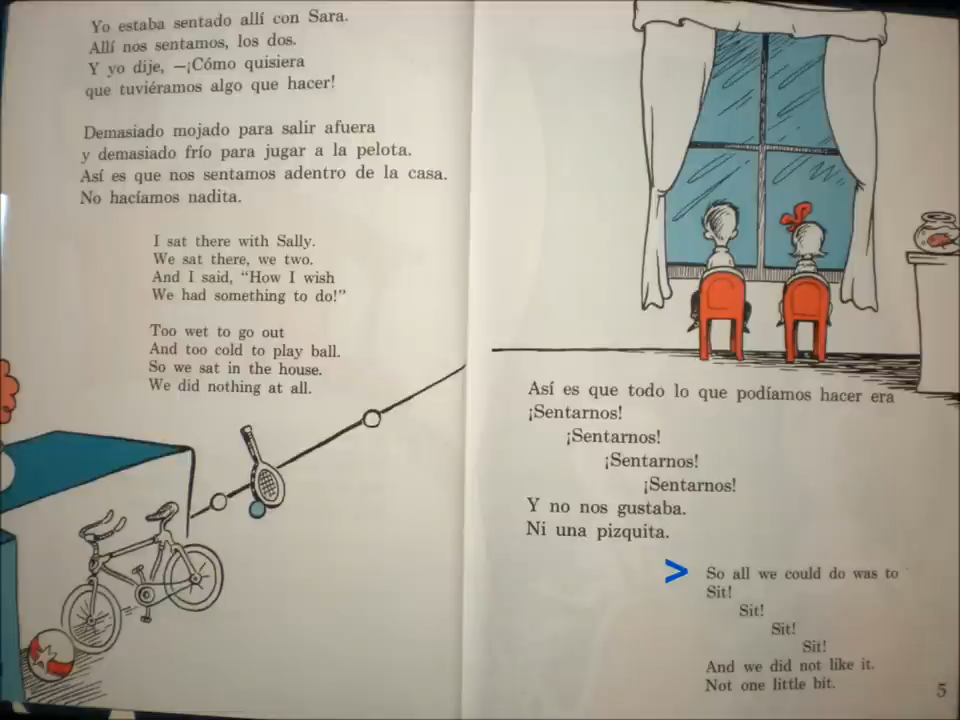 Yo estaba sentado allí con Sara.
Allí nos sentamos, los dos.
Y yo dije, —¡Cómo quisiera
que tuviéramos algo que hacer!
Demasiado mojado para salir afuera
y demasiado frío para jugar a la pelota.
Así es que nos sentamos adentro de la casa.
No hacíamos nadita.
I sat there with Sally.
We sat there, we two.
And I said, “How I wish
We had something to do!”
Too wet to go out
And too cold to play ball.
So we sat in the house.
We did nothing at all.
Así es que todo lo que podíamos hacer era
¡Sentarnos!
¡Sentarnos!
¡Sentarnos!
¡Sentarnos!
Y no nos gustaba.
Ni una pizquita.
> So all we could do was to
Sit!
Sit!
Sit!
Sit!
And we did not like it.
Not one little bit.
5